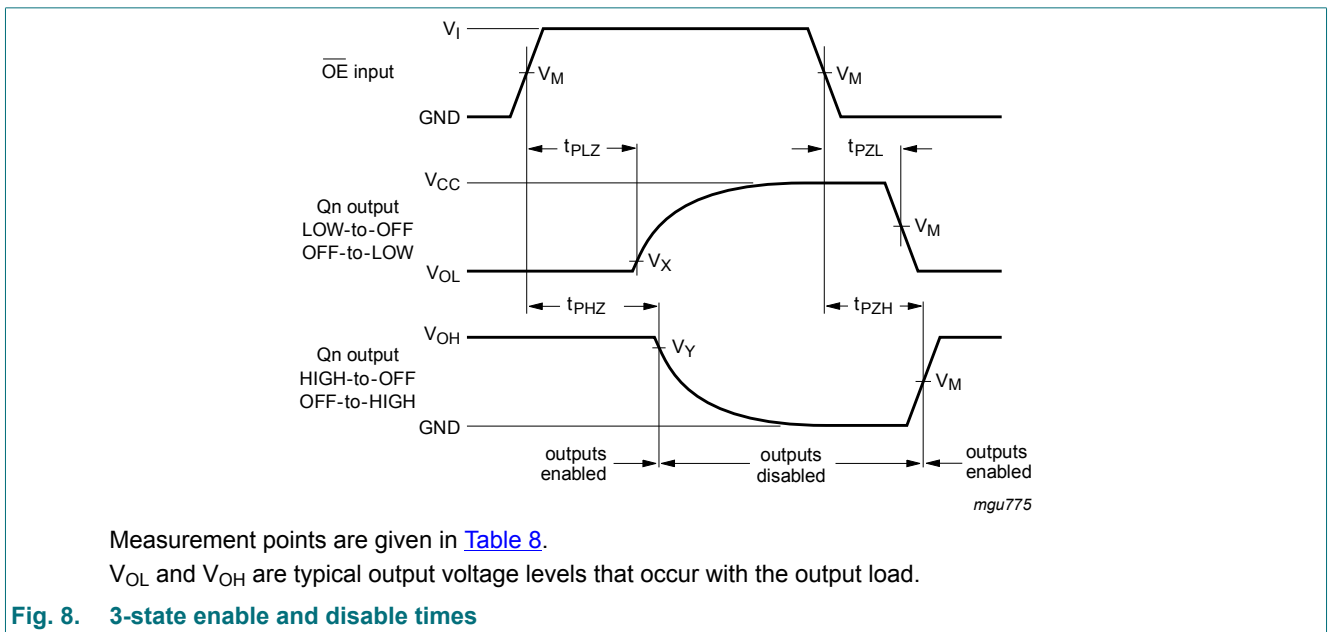 V_I
OE input
V_M
V_M
GND
t_PLZ
t_PZL
V_CC
Qn output
LOW-to-OFF
OFF-to-LOW
V_M
V_X
V_OL
t_PHZ
t_PZH
V_OH
V_Y
Qn output
HIGH-to-OFF
OFF-to-HIGH
V_M
GND
outputs
enabled
outputs
disabled
outputs
enabled
mgu775
Measurement points are given in Table 8.
V_OL and V_OH are typical output voltage levels that occur with the output load.
Fig. 8. 3-state enable and disable times